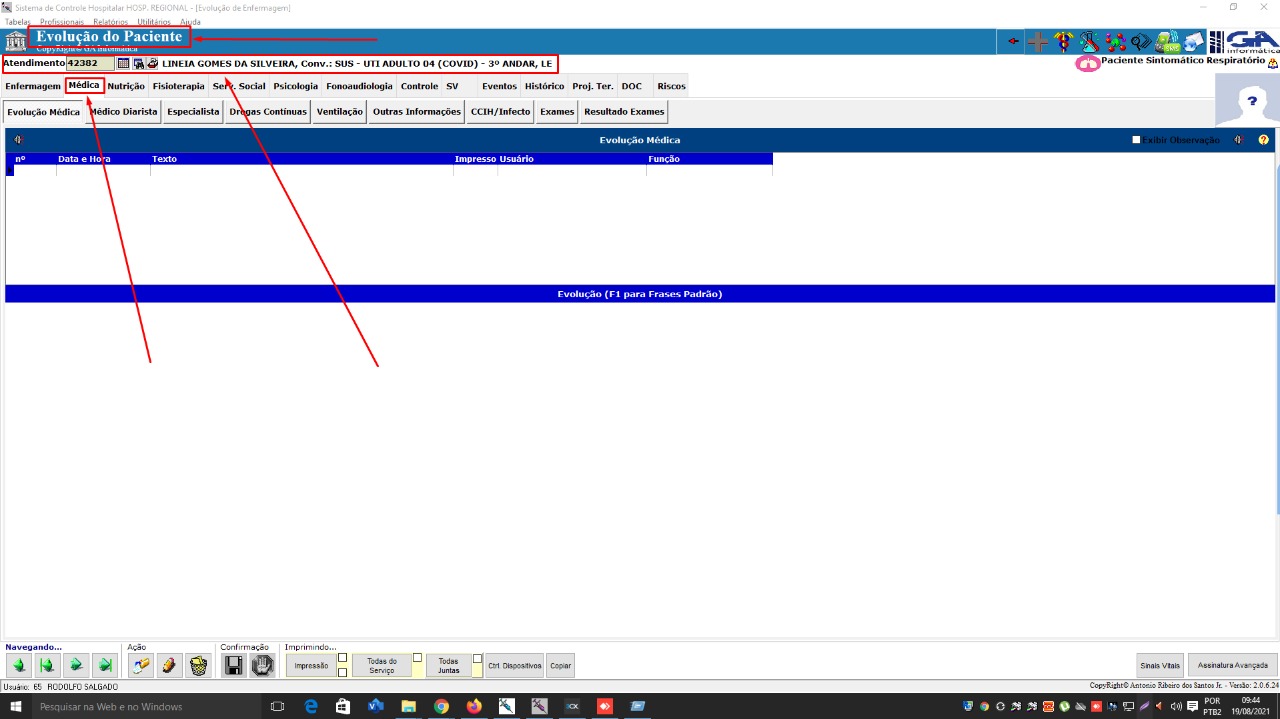 Sistema de Controle Hospitalar HOSP. REGIONAL - [Evolução de Enfermagem]
Tabelas Profissionais Relatórios Utilitários Ajuda
Evolução do Paciente
CopyRight© GA Informática
GA
informática
Atendimento 42382 LINEIA GOMES DA SILVEIRA, Conv.: SUS - UTI ADULTO 04 (COVID) - 3º ANDAR, LE
Paciente Sintomático Respiratório
Enfermagem Médica Nutrição Fisioterapia Serv. Social Psicologia Fonoaudiologia Controle SV Eventos Histórico Proj. Ter. DOC Riscos
Evolução Médica Médico Diarista Especialista Drogas Contínuas Ventilação Outras Informações CCIH/Infecto Exames Resultado Exames
Evolução Médica
Exibir Observação
nº Data e Hora Texto Impresso Usuário Função
Evolução (F1 para Frases Padrão)
Navegando... Ação Confirmação Imprimindo...
Impressão Todas do Serviço Todas Juntas Ctrl. Dispositivos Copiar Sinais Vitais Assinatura Avançada
Usuário: 65 RODOLFO SALGADO
CopyRight© Antonio Ribeiro dos Santos Jr. - Versão: 2.0.6.24
Pesquisar na Web e no Windows
POR
PTB2
09:44
19/08/2021